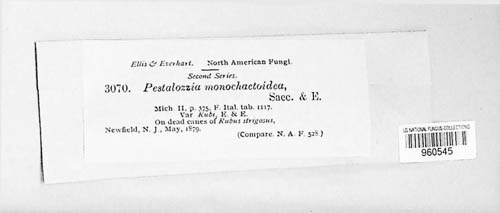 Ellis & Everhart. North American Fungi.
Second Series.
3070. Pestalozzia monochaetoidea,
Sacc. & E.
Mich. II. p. 375, F. Ital. tab. 1117.
Var Rubi, E. & E.
On dead canes of Rubus strigosus,
Newfield, N. J., May, 1879.
(Compare. N. A. F. 528.)
US NATIONAL FUNGUS COLLECTIONS
960545